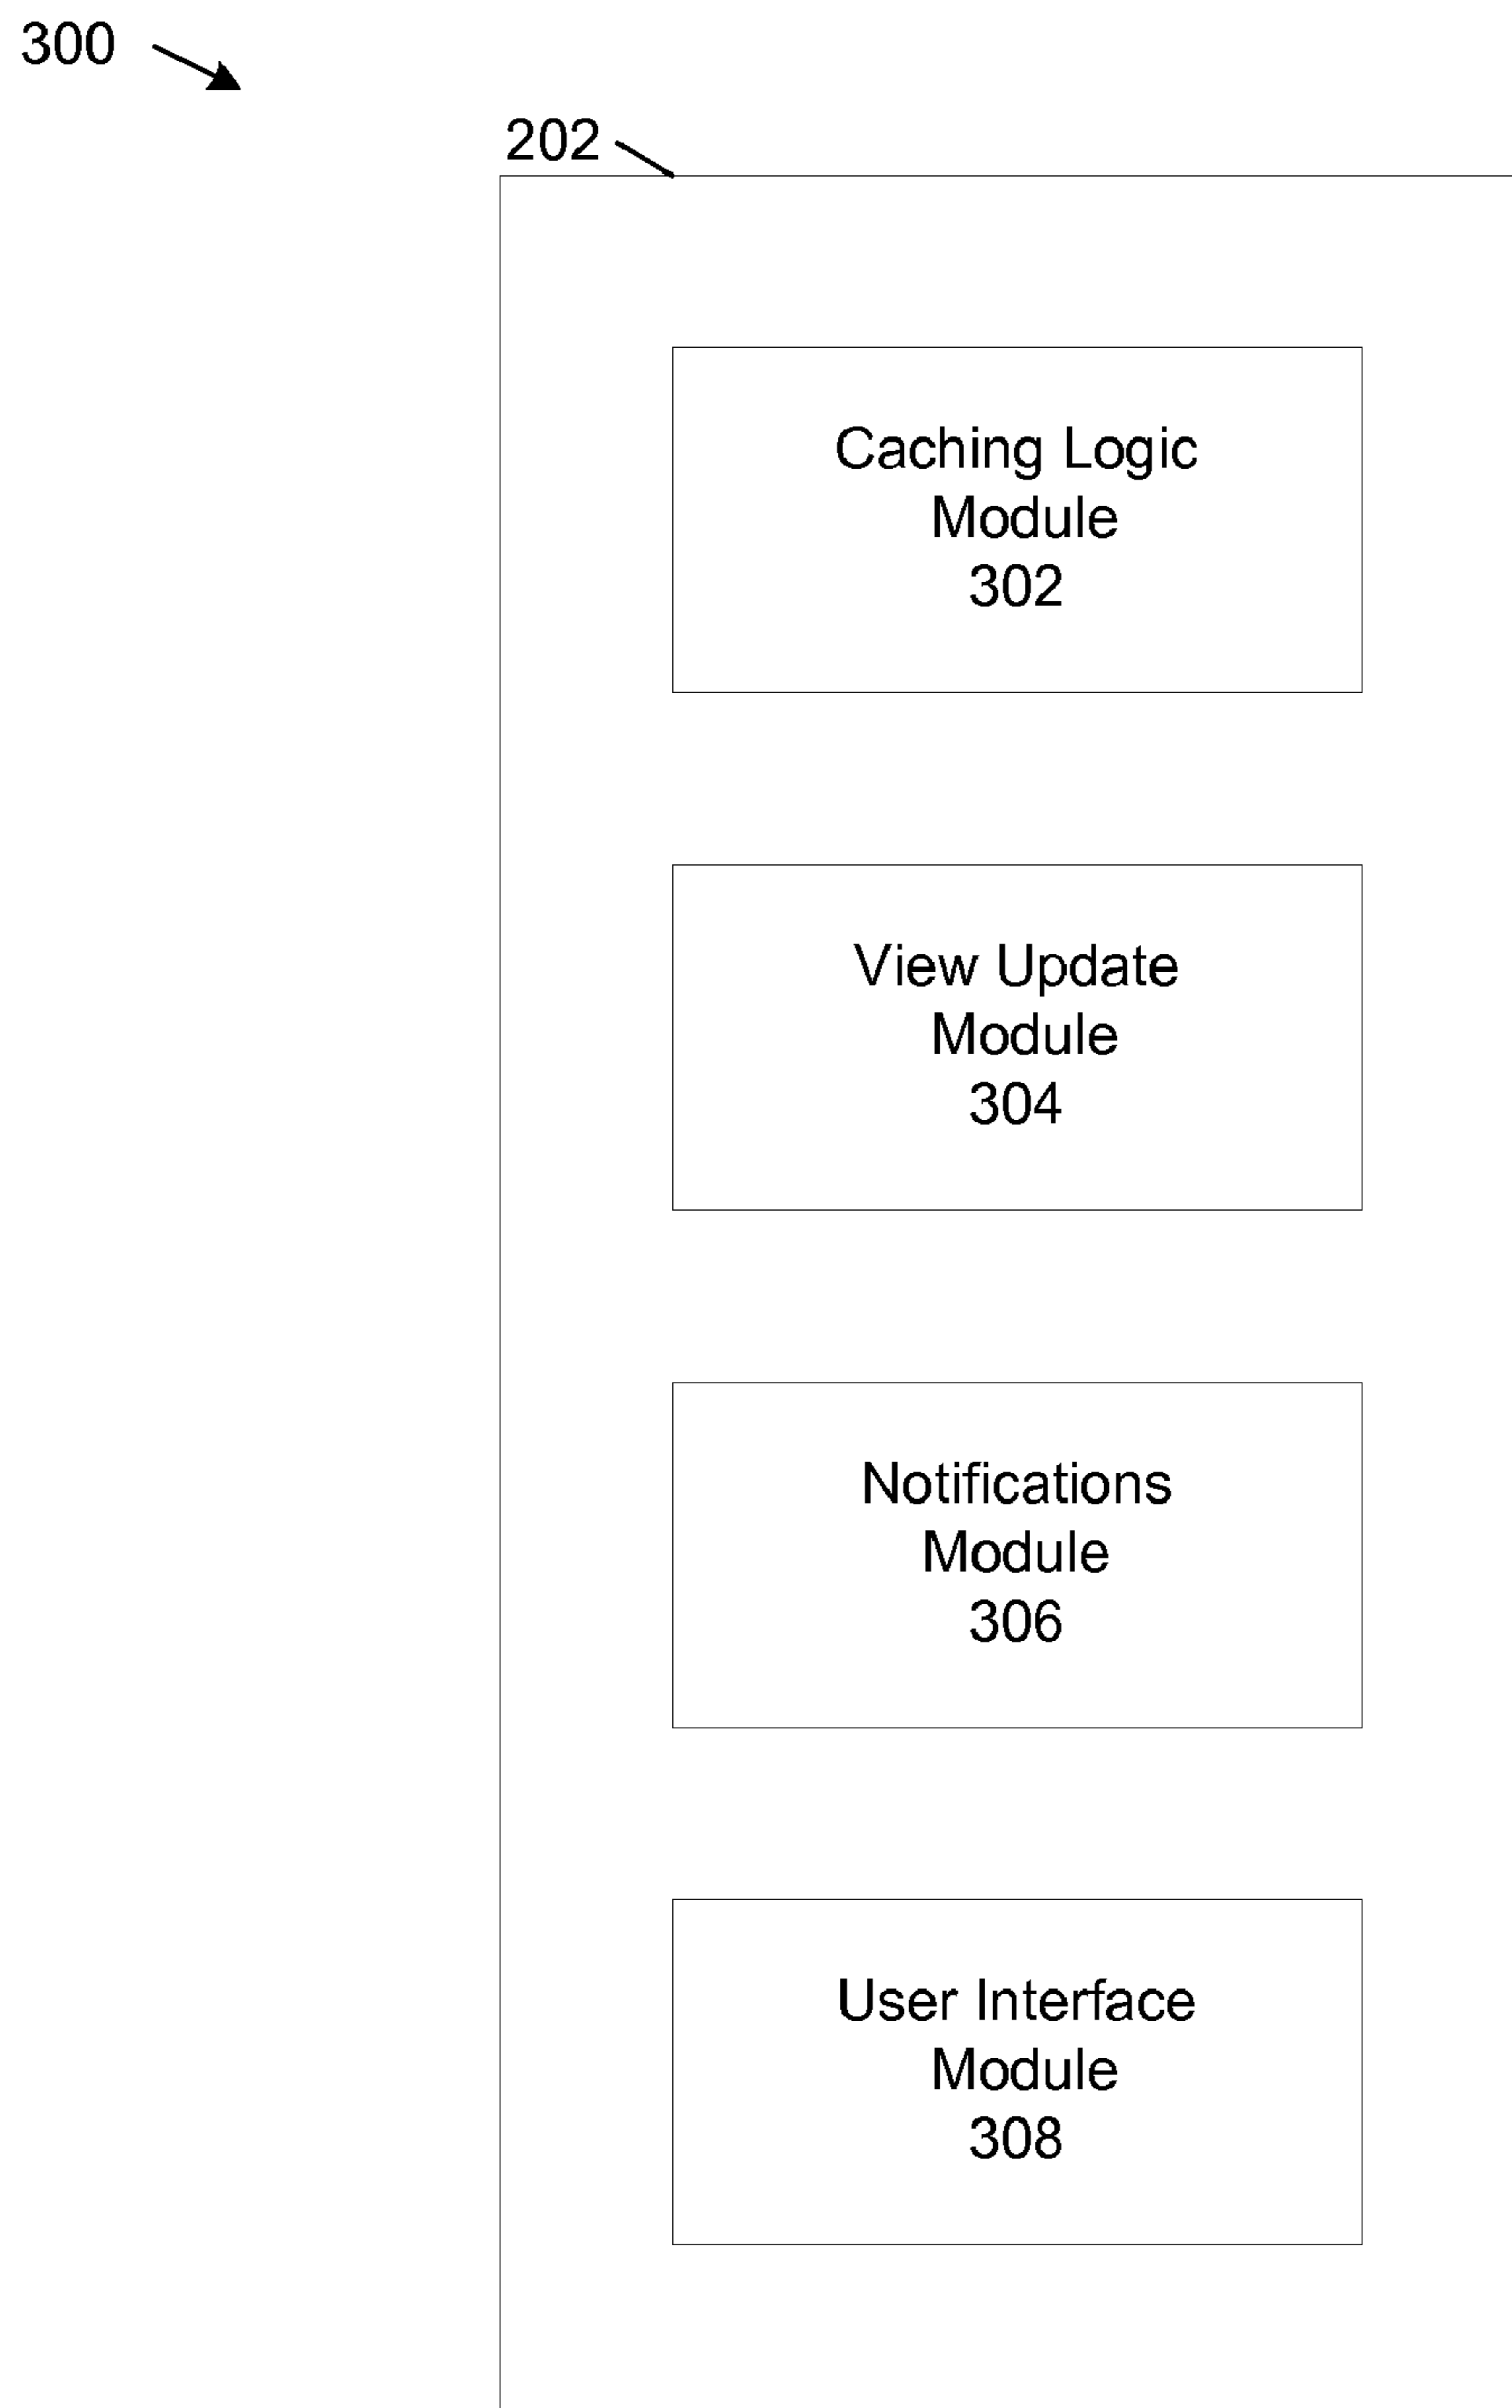 300
202
Caching Logic
Module
302
View Update
Module
304
Notifications
Module
306
User Interface
Module
308